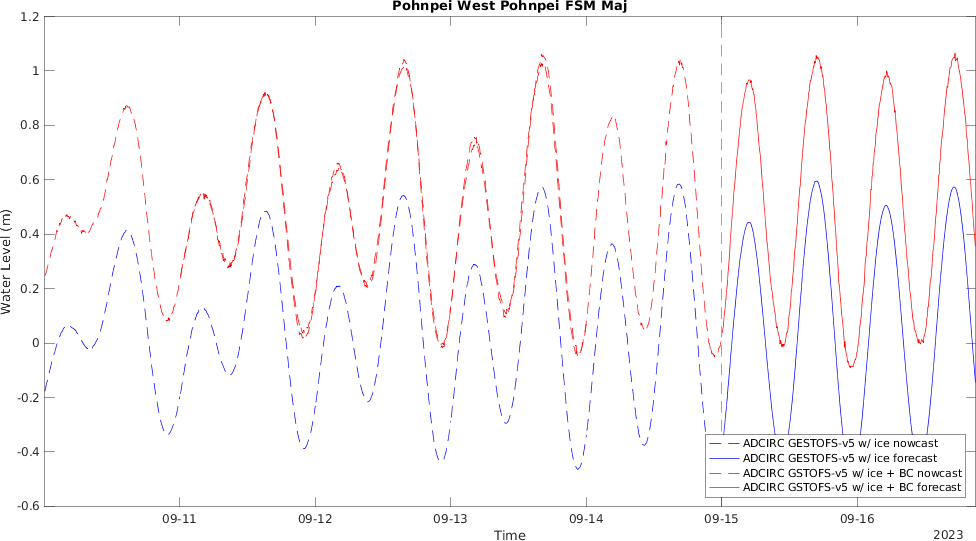 Pohnpei West Pohnpei FSM Maj
Water Level (m)
1.2
1
0.8
0.6
0.4
0.2
0
-0.2
-0.4
-0.6
ADCIRC GESTOFS-v5 w/ ice nowcast
ADCIRC GESTOFS-v5 w/ ice forecast
ADCIRC GSTOFS-v5 w/ ice + BC nowcast
ADCIRC GSTOFS-v5 w/ ice + BC forecast
09-11
09-12
09-13
09-14
09-15
09-16
Time
2023